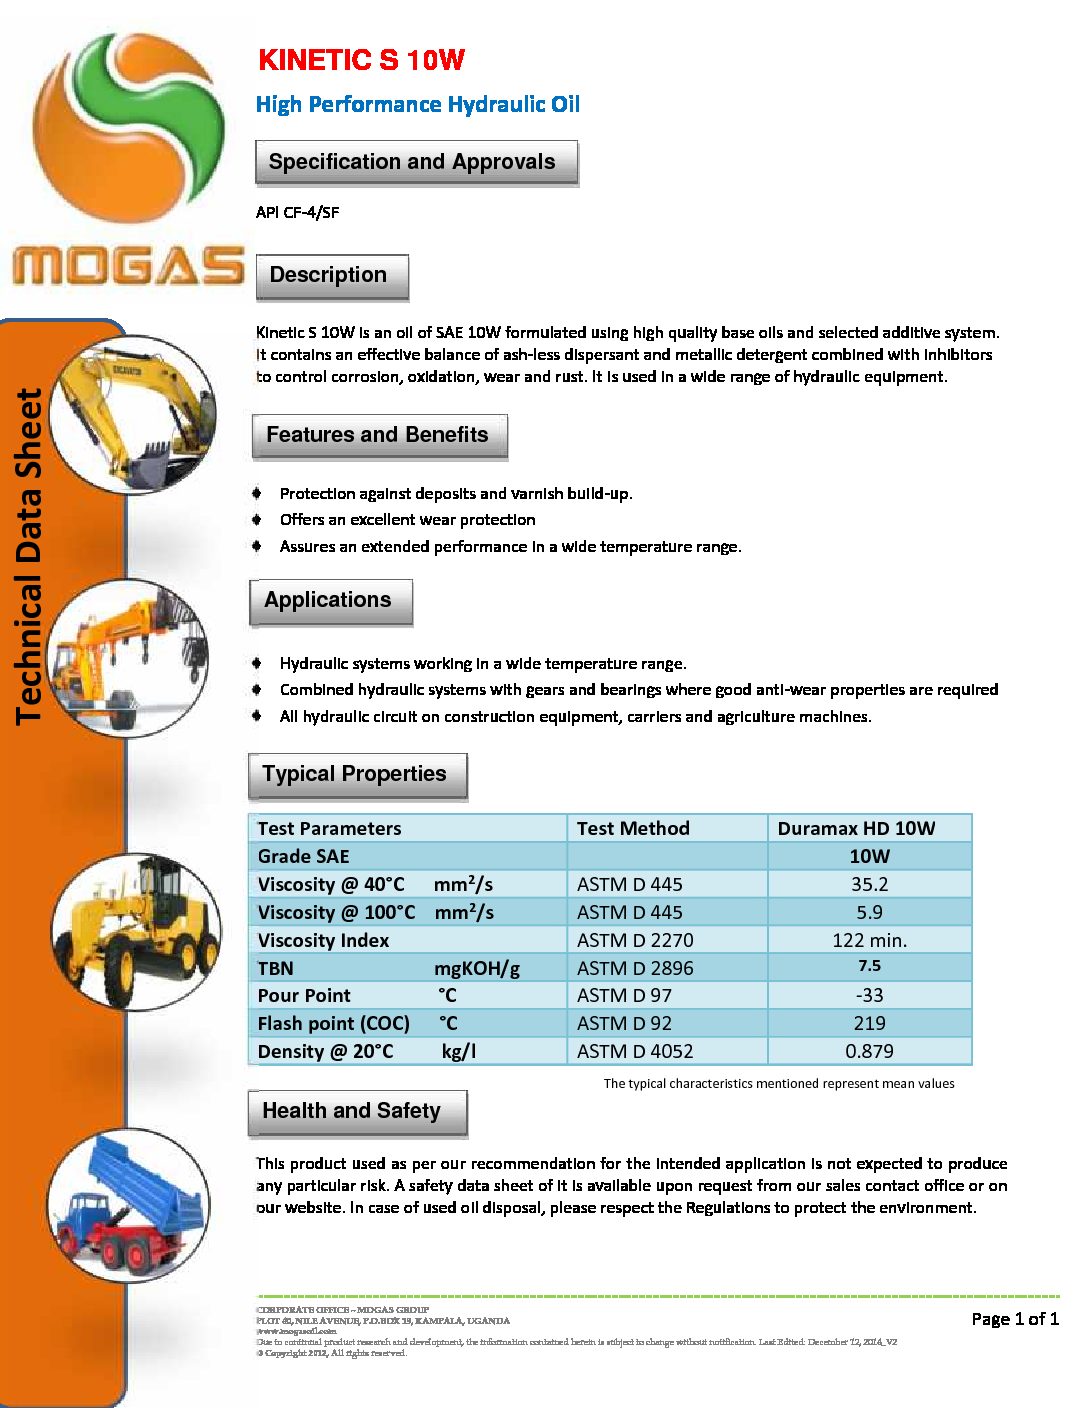 KINETIC S 10W
High Performance Hydraulic Oil
Specification and Approvals
API CF-4/SF
MOGAS
Description
Kinetic S 10W is an oil of SAE 10W formulated using high quality base oils and selected additive system.
It contains an effective balance of ash-less dispersant and metallic detergent combined with inhibitors
to control corrosion, oxidation, wear and rust. It is used in a wide range of hydraulic equipment.
Technical Data Sheet
EXCAVATOR
Features and Benefits
Protection against deposits and varnish build-up.
Offers an excellent wear protection
Assures an extended performance in a wide temperature range.
Applications
Hydraulic systems working in a wide temperature range.
Combined hydraulic systems with gears and bearings where good anti-wear properties are required
All hydraulic circuit on construction equipment, carriers and agriculture machines.
Typical Properties
Test Parameters Test Method Duramax HD 10W
Grade SAE 10W
Viscosity @ 40°C mm²/s ASTM D 445 35.2
Viscosity @ 100°C mm²/s ASTM D 445 5.9
Viscosity Index ASTM D 2270 122 min.
TBN mgKOH/g ASTM D 2896 7.5
Pour Point °C ASTM D 97 -33
Flash point (COC) °C ASTM D 92 219
Density @ 20°C kg/l ASTM D 4052 0.879
The typical characteristics mentioned represent mean values
Health and Safety
This product used as per our recommendation for the intended application is not expected to produce
any particular risk. A safety data sheet of it is available upon request from our sales contact office or on
our website. In case of used oil disposal, please respect the Regulations to protect the environment.
CORPORATE OFFICE – MOGAS GROUP
PLOT NILE AVENUE, P.O.BOX KAMPALA, UGANDA
www.mogasoil.com
Due to continual product research and development, the information contained herein is subject to change without notification. Last Edited: December 12, 2016_V2
© Copyright 2012, All rights reserved.
Page 1 of 1